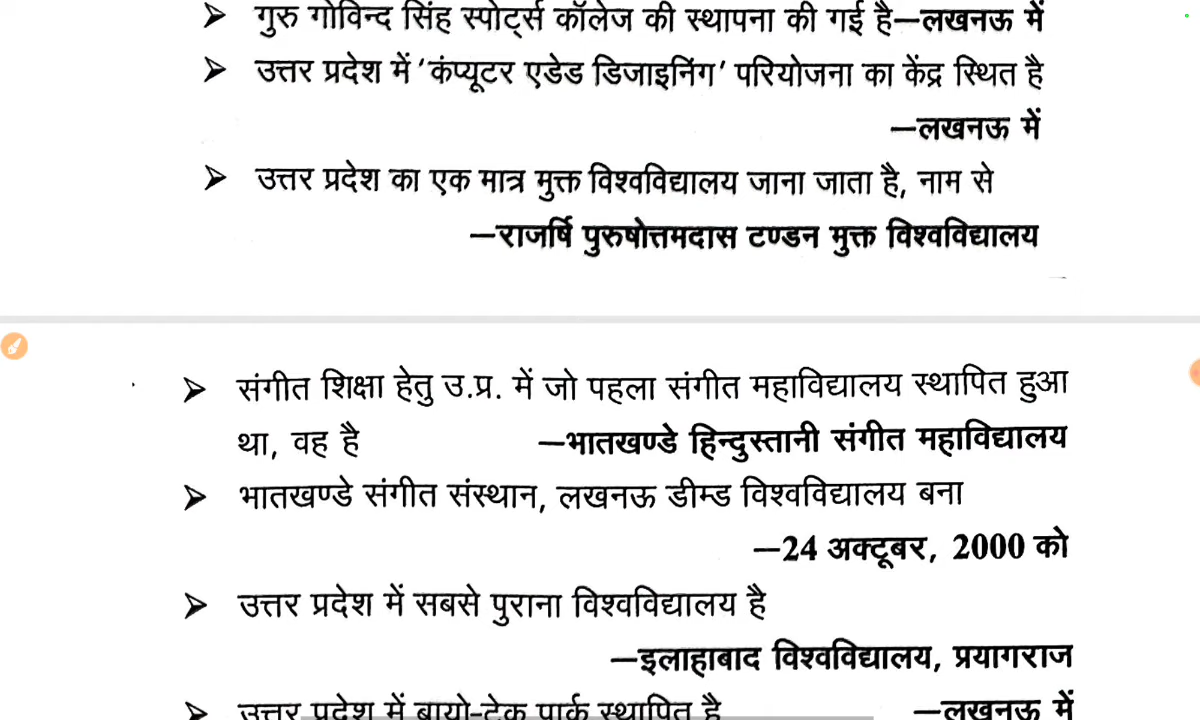 ➢ गुरु गोविन्द सिंह स्पोर्ट्स कॉलेज की स्थापना की गई है—लखनऊ में
➢ उत्तर प्रदेश में 'कंप्यूटर एडेड डिजाइनिंग' परियोजना का केंद्र स्थित है
—लखनऊ में
➢ उत्तर प्रदेश का एक मात्र मुक्त विश्वविद्यालय जाना जाता है, नाम से
—राजर्षि पुरुषोत्तमदास टण्डन मुक्त विश्वविद्यालय
➢ संगीत शिक्षा हेतु उ.प्र. में जो पहला संगीत महाविद्यालय स्थापित हुआ
था, वह है —भातखण्डे हिन्दुस्तानी संगीत महाविद्यालय
➢ भातखण्डे संगीत संस्थान, लखनऊ डीम्ड विश्वविद्यालय बना
—24 अक्टूबर, 2000 को
➢ उत्तर प्रदेश में सबसे पुराना विश्वविद्यालय है
—इलाहाबाद विश्वविद्यालय, प्रयागराज
➢ उत्तर प्रदेश में बायो-टेक पार्क स्थापित है —लखनऊ में